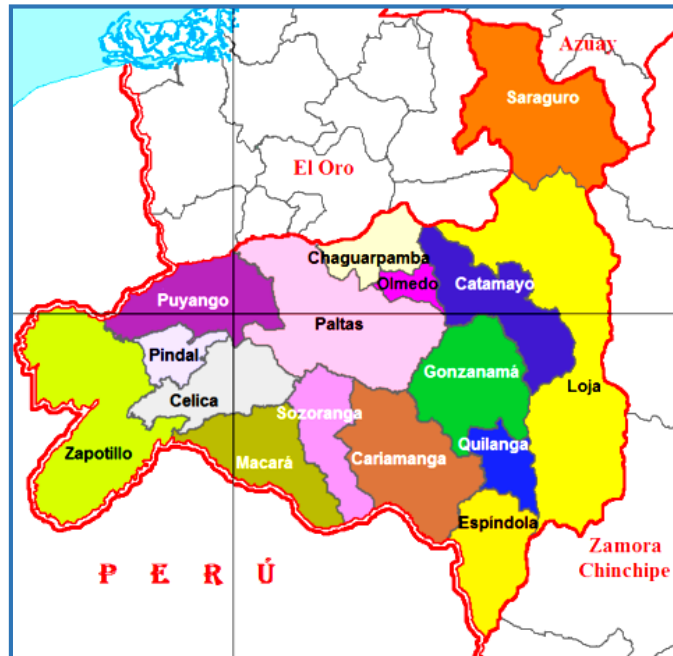 Azuay
Saraguro
El Oro
Chaguarpamba
Olmedo
Catamayo
Puyango
Paltas
Pindal
Gonzanamá
Loja
Celica
Sozoranga
Quilanga
Zapotillo
Macará
Cariamanga
Espíndola
Zamora
Chinchipe
P E R Ú